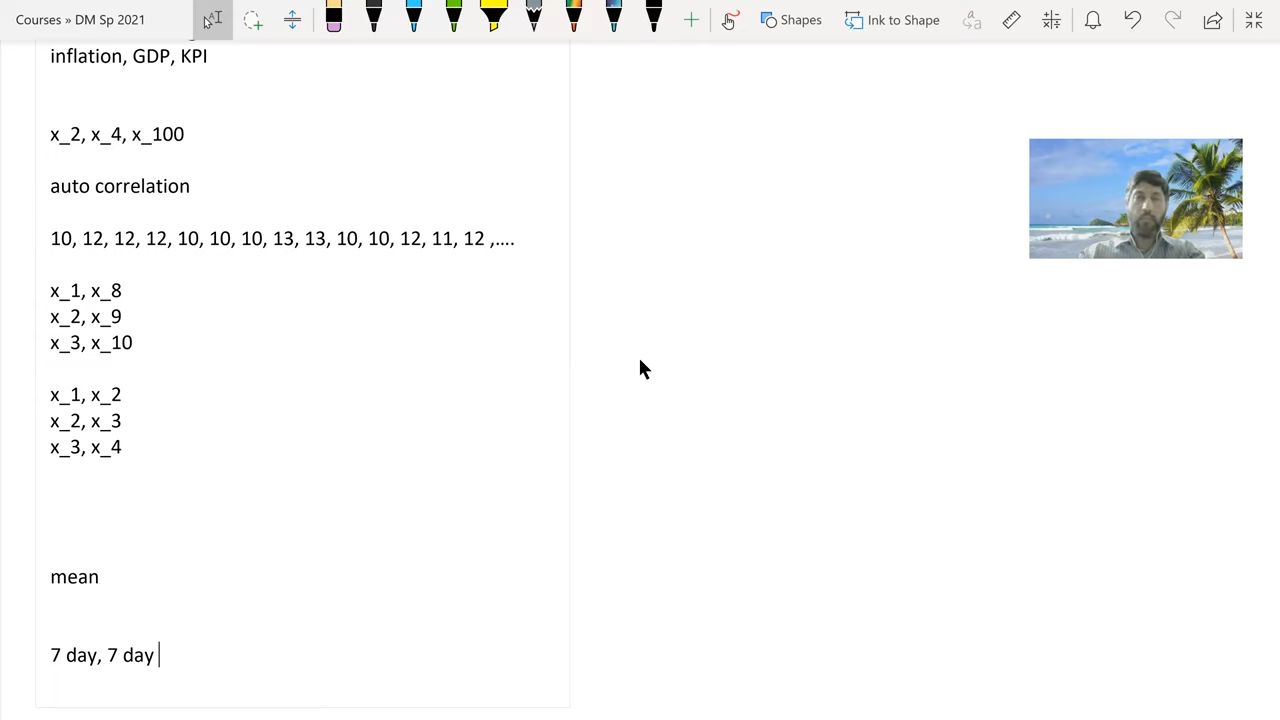 Courses » DM Sp 2021
Shapes
Ink to Shape
inflation, GDP, KPI
x_2, x_4, x_100
auto correlation
10, 12, 12, 12, 10, 10, 10, 13, 13, 10, 10, 12, 11, 12 ,....
x_1, x_8
x_2, x_9
x_3, x_10
x_1, x_2
x_2, x_3
x_3, x_4
mean
7 day, 7 day